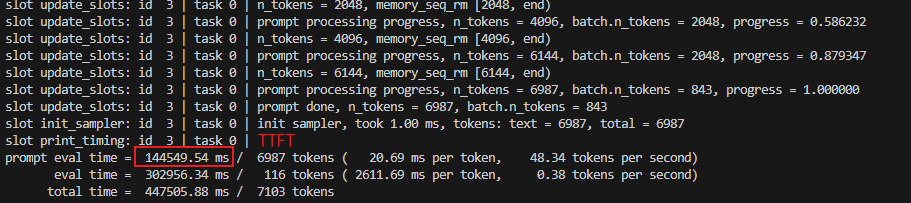 slot update_slots: id  3 | task 0 | n_tokens = 2048, memory_seq_rm [2048, end)
slot update_slots: id  3 | task 0 | prompt processing progress, n_tokens = 4096, batch.n_tokens = 2048, progress = 0.586232
slot update_slots: id  3 | task 0 | n_tokens = 4096, memory_seq_rm [4096, end)
slot update_slots: id  3 | task 0 | prompt processing progress, n_tokens = 6144, batch.n_tokens = 2048, progress = 0.879347
slot update_slots: id  3 | task 0 | n_tokens = 6144, memory_seq_rm [6144, end)
slot update_slots: id  3 | task 0 | prompt processing progress, n_tokens = 6987, batch.n_tokens = 843, progress = 1.000000
slot update_slots: id  3 | task 0 | prompt done, n_tokens = 6987, batch.n_tokens = 843
slot init_sampler: id  3 | task 0 | init sampler, took 1.00 ms, tokens: text = 6987, total = 6987
slot print_timing: id  3 | task 0 | TTFT
prompt eval time =  144549.54 ms /  6987 tokens (   20.69 ms per token,    48.34 tokens per second)
       eval time =  302956.34 ms /   116 tokens ( 2611.69 ms per token,     0.38 tokens per second)
      total time =  447505.88 ms /  7103 tokens